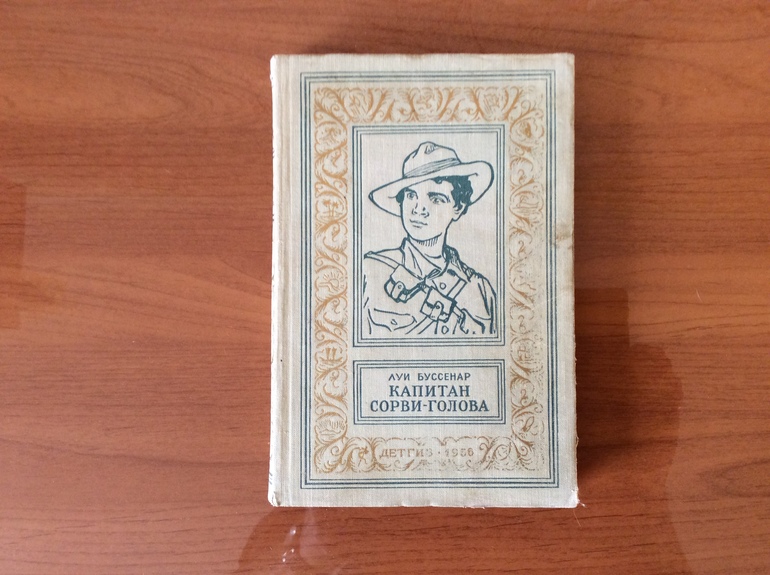 ЛУИ БУССЕНАР
КАПИТАН
СОРВИ-ГОЛОВА
ДЕТГИЗ · 1956